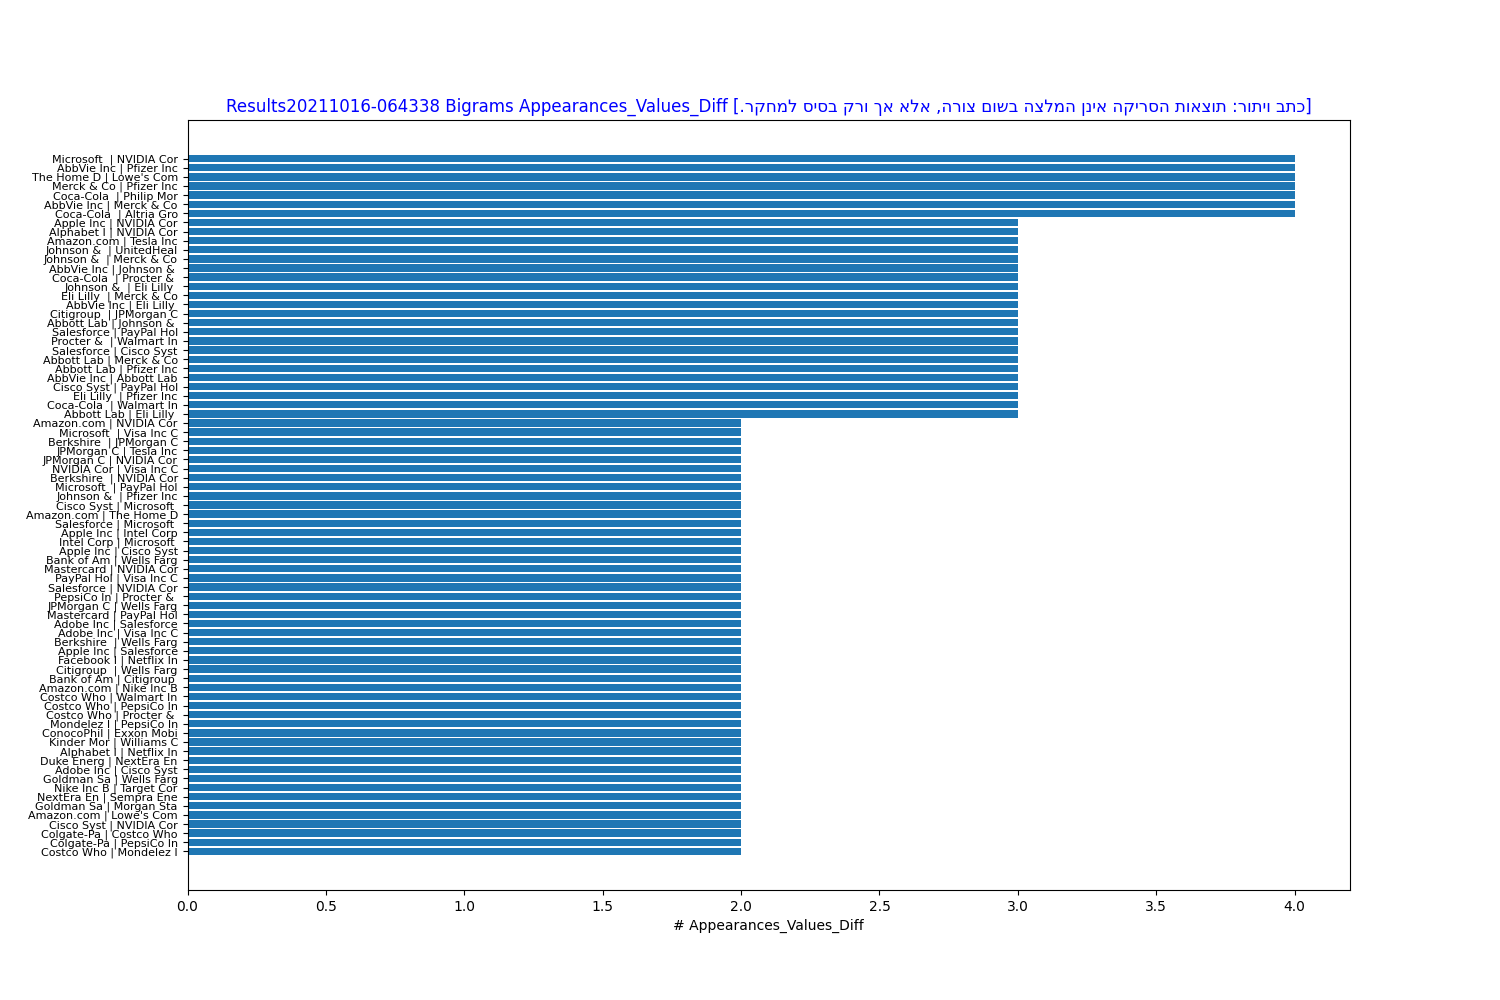 Results20211016-064338 Bigrams Appearances_Values_Diff [כתב ויתור: תוצאות הסריקה אינן המלצה בשום צורה, אלא אך ורק בסיס למחקר.]
Microsoft  | NVIDIA Cor
AbbVie Inc | Pfizer Inc
The Home D | Lowe's Com
Merck & Co | Pfizer Inc
Coca-Cola  | Philip Mor
AbbVie Inc | Merck & Co
Coca-Cola  | Altria Gro
Apple Inc | NVIDIA Cor
Alphabet I | NVIDIA Cor
Amazon.com | Tesla Inc
Johnson &  | UnitedHeal
Johnson &  | Merck & Co
AbbVie Inc | Johnson &
Coca-Cola  | Procter &
Johnson &  | Eli Lilly
Eli Lilly  | Merck & Co
AbbVie Inc | Eli Lilly
Citigroup  | JPMorgan C
Abbott Lab | Johnson &
Salesforce | PayPal Hol
Procter &  | Walmart In
Salesforce | Cisco Syst
Abbott Lab | Merck & Co
Abbott Lab | Pfizer Inc
AbbVie Inc | Abbott Lab
Cisco Syst | PayPal Hol
Eli Lilly  | Pfizer Inc
Coca-Cola  | Walmart In
Abbott Lab | Eli Lilly
Amazon.com | NVIDIA Cor
Microsoft  | Visa Inc C
Berkshire  | JPMorgan C
JPMorgan C | Tesla Inc
JPMorgan C | NVIDIA Cor
NVIDIA Cor | Visa Inc C
Berkshire  | NVIDIA Cor
Microsoft  | PayPal Hol
Johnson &  | Pfizer Inc
Cisco Syst | Microsoft
Amazon.com | The Home D
Salesforce | Microsoft
Apple Inc | Intel Corp
Intel Corp | Microsoft
Apple Inc | Cisco Syst
Bank of Am | Wells Farg
Mastercard | NVIDIA Cor
PayPal Hol | Visa Inc C
Salesforce | NVIDIA Cor
PepsiCo In | Procter &
JPMorgan C | Wells Farg
Mastercard | PayPal Hol
Adobe Inc | Salesforce
Adobe Inc | Visa Inc C
Berkshire  | Wells Farg
Apple Inc | Salesforce
Facebook I | Netflix In
Citigroup  | Wells Farg
Bank of Am | Citigroup
Amazon.com | Nike Inc B
Costco Who | Walmart In
Costco Who | PepsiCo In
Costco Who | Procter &
Mondelez I | PepsiCo In
ConocoPhil | Exxon Mobi
Kinder Mor | Williams C
Alphabet I | Netflix In
Duke Energ | NextEra En
Adobe Inc | Cisco Syst
Goldman Sa | Wells Farg
Nike Inc B | Target Cor
NextEra En | Sempra Ene
Goldman Sa | Morgan Sta
Amazon.com | Lowe's Com
Cisco Syst | NVIDIA Cor
Colgate-Pa | Costco Who
Colgate-Pa | PepsiCo In
Costco Who | Mondelez I
0.0 0.5 1.0 1.5 2.0 2.5 3.0 3.5 4.0
# Appearances_Values_Diff